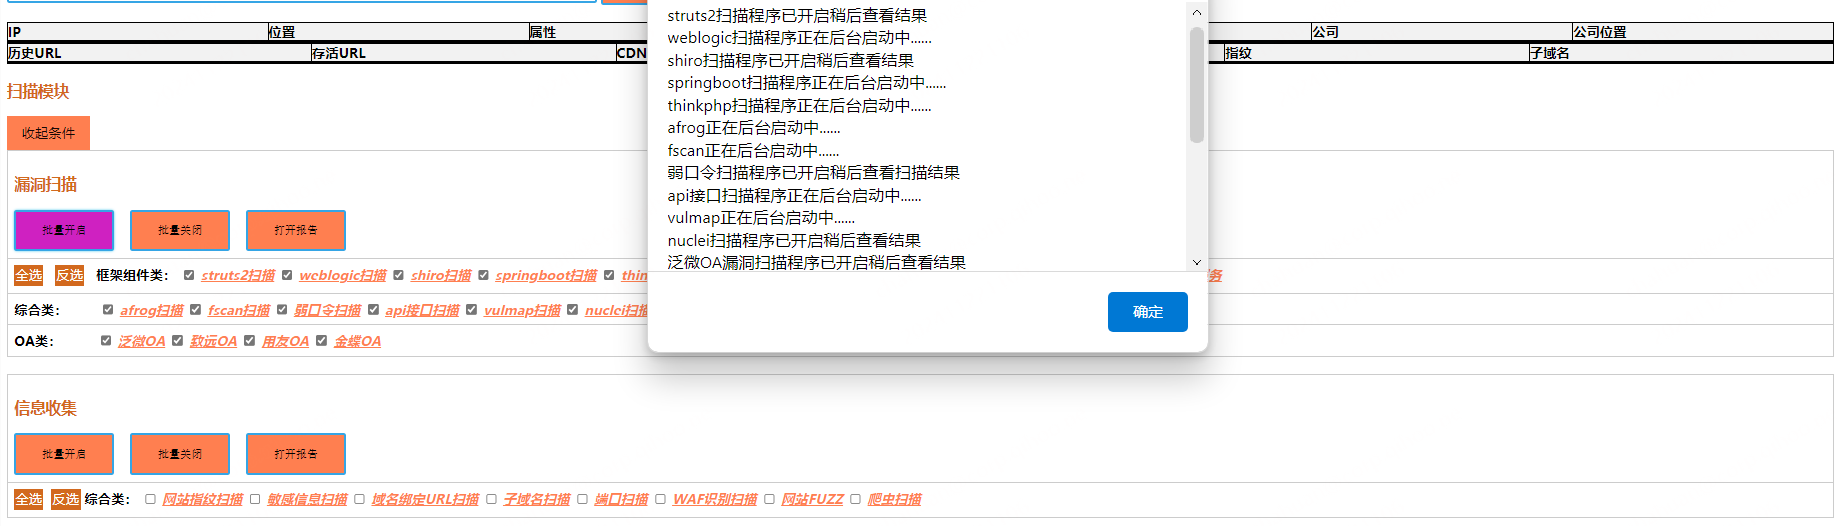 IP 位置 属性 公司 公司位置
历史URL 存活URL CDN 指纹 子域名
扫描模块
收起条件
漏洞扫描
批量开启 批量关闭 打开报告
全选 反选 框架组件类： struts2扫描 weblogic扫描 shiro扫描 springboot扫描 thin 务
综合类： afrog扫描 fscan扫描 弱口令扫描 api接口扫描 vulmap扫描 nuclei扫描
OA类： 泛微OA 致远OA 用友OA 金蝶OA
信息收集
批量开启 批量关闭 打开报告
全选 反选 综合类： 网站指纹扫描 敏感信息扫描 域名绑定URL扫描 子域名扫描 端口扫描 WAF识别扫描 网站FUZZ 爬虫扫描
struts2扫描程序已开启稍后查看结果
weblogic扫描程序正在后台启动中......
shiro扫描程序已开启稍后查看结果
springboot扫描程序正在后台启动中......
thinkphp扫描程序正在后台启动中......
afrog正在后台启动中......
fscan正在后台启动中......
弱口令扫描程序已开启稍后查看扫描结果
api接口扫描程序正在后台启动中......
vulmap正在后台启动中......
nuclei扫描程序已开启稍后查看结果
泛微OA漏洞扫描程序已开启稍后查看结果
确定